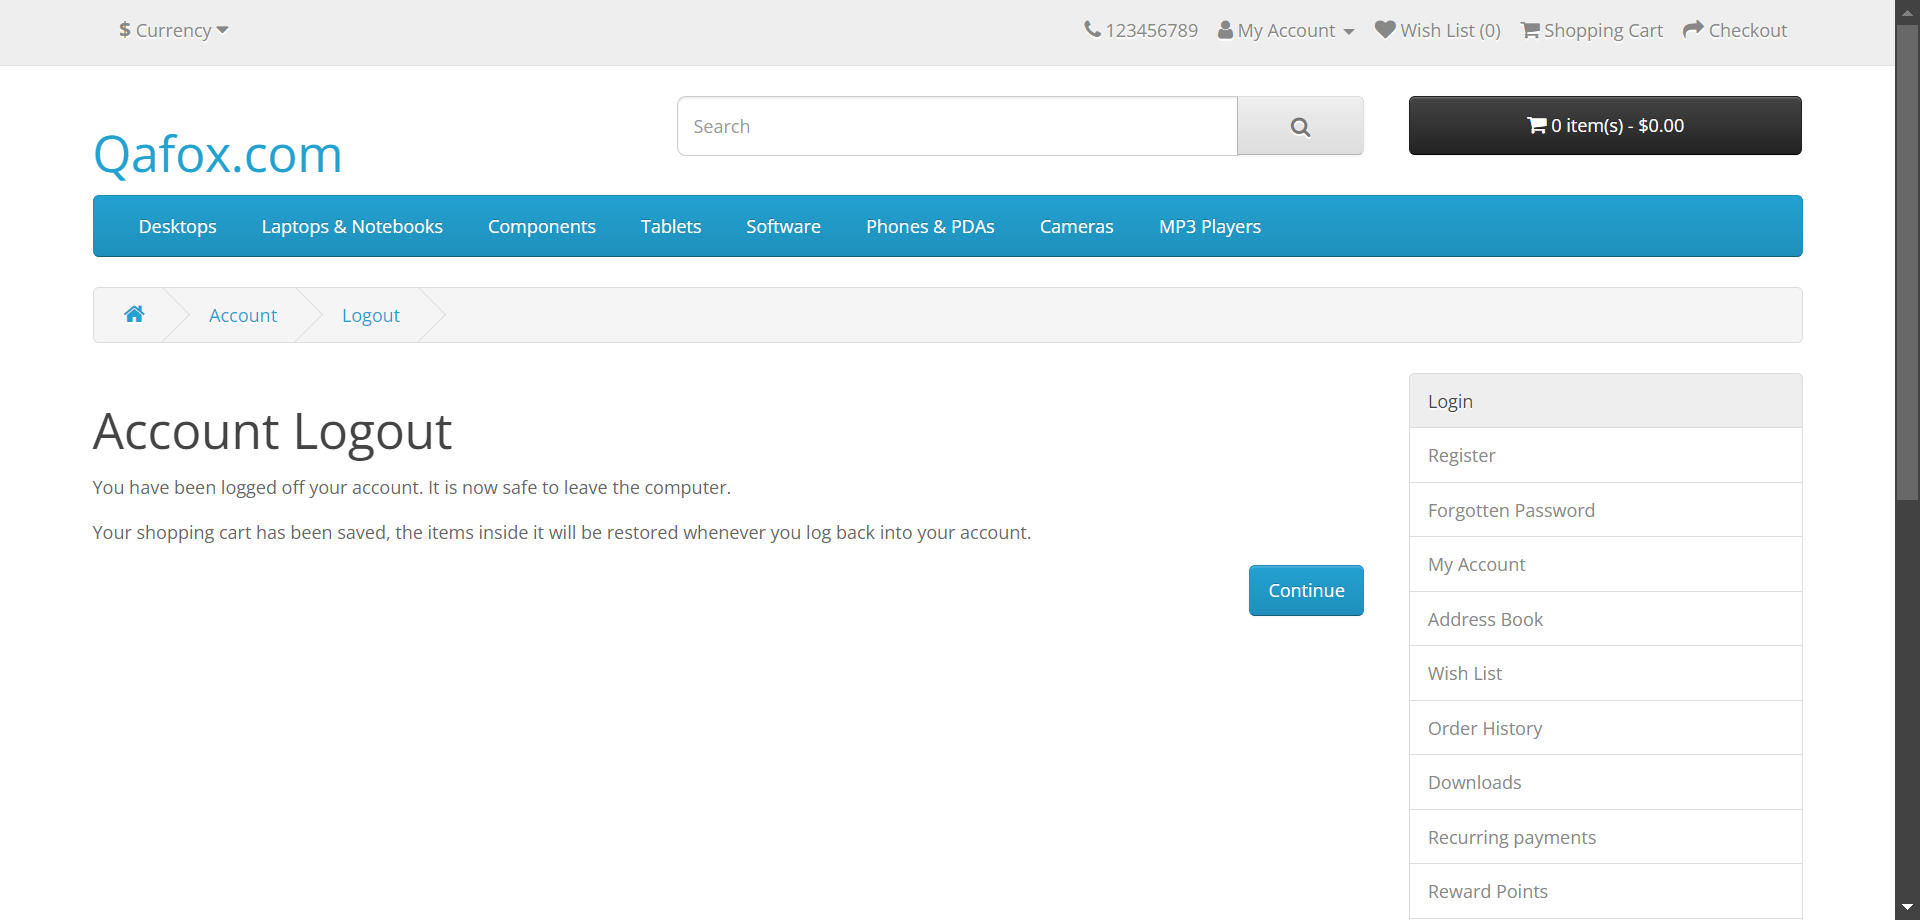 $ Currency
123456789 My Account Wish List (0) Shopping Cart Checkout
Qafox.com
Search
0 item(s) - $0.00
Desktops Laptops & Notebooks Components Tablets Software Phones & PDAs Cameras MP3 Players
Account Logout
Account Logout
You have been logged off your account. It is now safe to leave the computer.
Your shopping cart has been saved, the items inside it will be restored whenever you log back into your account.
Continue
Login
Register
Forgotten Password
My Account
Address Book
Wish List
Order History
Downloads
Recurring payments
Reward Points